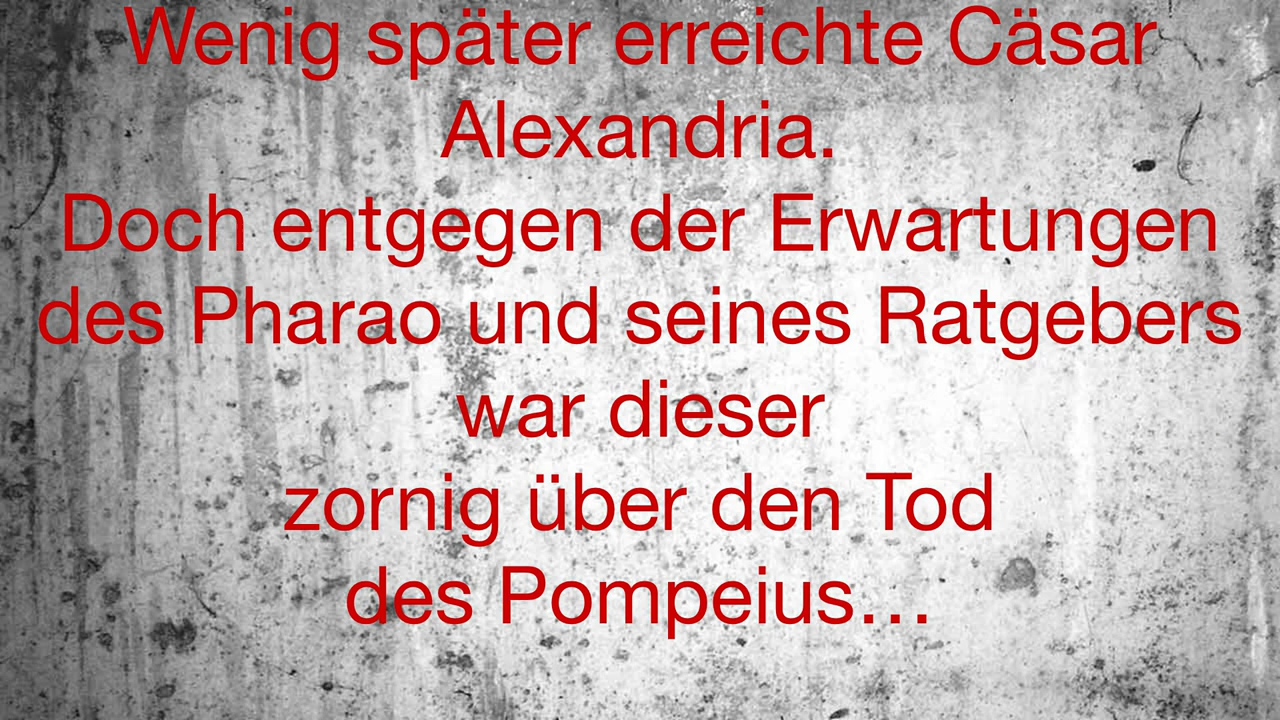 Wenig später erreichte Cäsar
Alexandria.
Doch entgegen der Erwartungen
des Pharao und seines Ratgebers
war dieser
zornig über den Tod
des Pompeius…